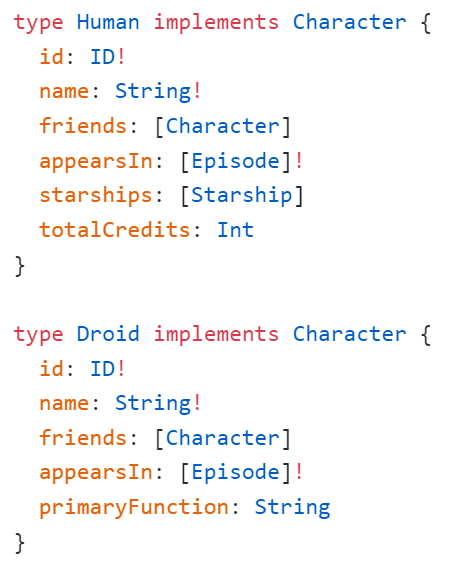 type Human implements Character {
  id: ID!
  name: String!
  friends: [Character]
  appearsIn: [Episode]!
  starships: [Starship]
  totalCredits: Int
}

type Droid implements Character {
  id: ID!
  name: String!
  friends: [Character]
  appearsIn: [Episode]!
  primaryFunction: String
}